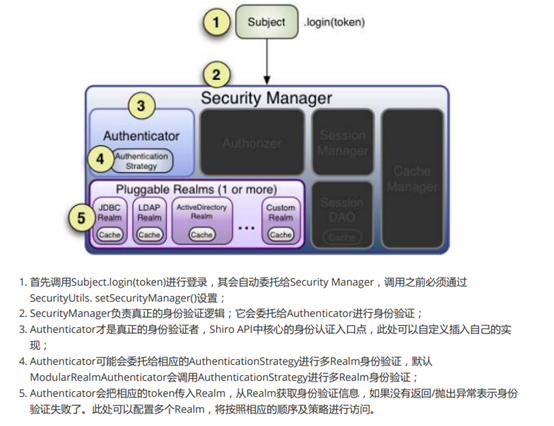 1 Subject .login(token)
2
Security Manager
3
Authenticator
Authorizer
Session
Manager
4 Authentication
Strategy
Cache
Manager
Pluggable Realms (1 or more)
Session
DAO
5 JDBC
Realm
LDAP
Realm
ActiveDirectory
Realm
...
Custom
Realm
Cache Cache Cache Cache Cache
1. 首先调用Subject.login(token)进行登录，其会自动委托给Security Manager，调用之前必须通过
SecurityUtils. setSecurityManager()设置；
2. SecurityManager负责真正的身份验证逻辑；它会委托给Authenticator进行身份验证；
3. Authenticator才是真正的身份验证者，Shiro API中核心的身份认证入口点，此处可以自定义插入自己的实
现；
4. Authenticator可能会委托给相应的AuthenticationStrategy进行多Realm身份验证，默认
ModularRealmAuthenticator会调用AuthenticationStrategy进行多Realm身份验证；
5. Authenticator会把相应的token传入Realm，从Realm获取身份验证信息，如果没有返回/抛出异常表示身份
验证失败了。此处可以配置多个Realm，将按照相应的顺序及策略进行访问。